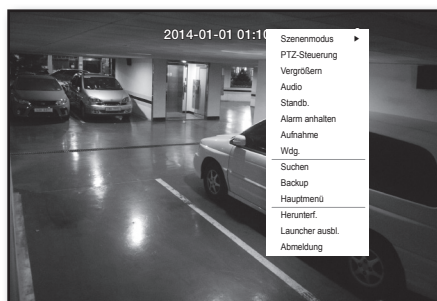 2014-01-01 01:10
Szenenmodus
PTZ-Steuerung
Vergrößern
Audio
Standb.
Alarm anhalten
Aufnahme
Wdg.
Suchen
Backup
Hauptmenü
Herunterf.
Launcher ausbl.
Abmeldung